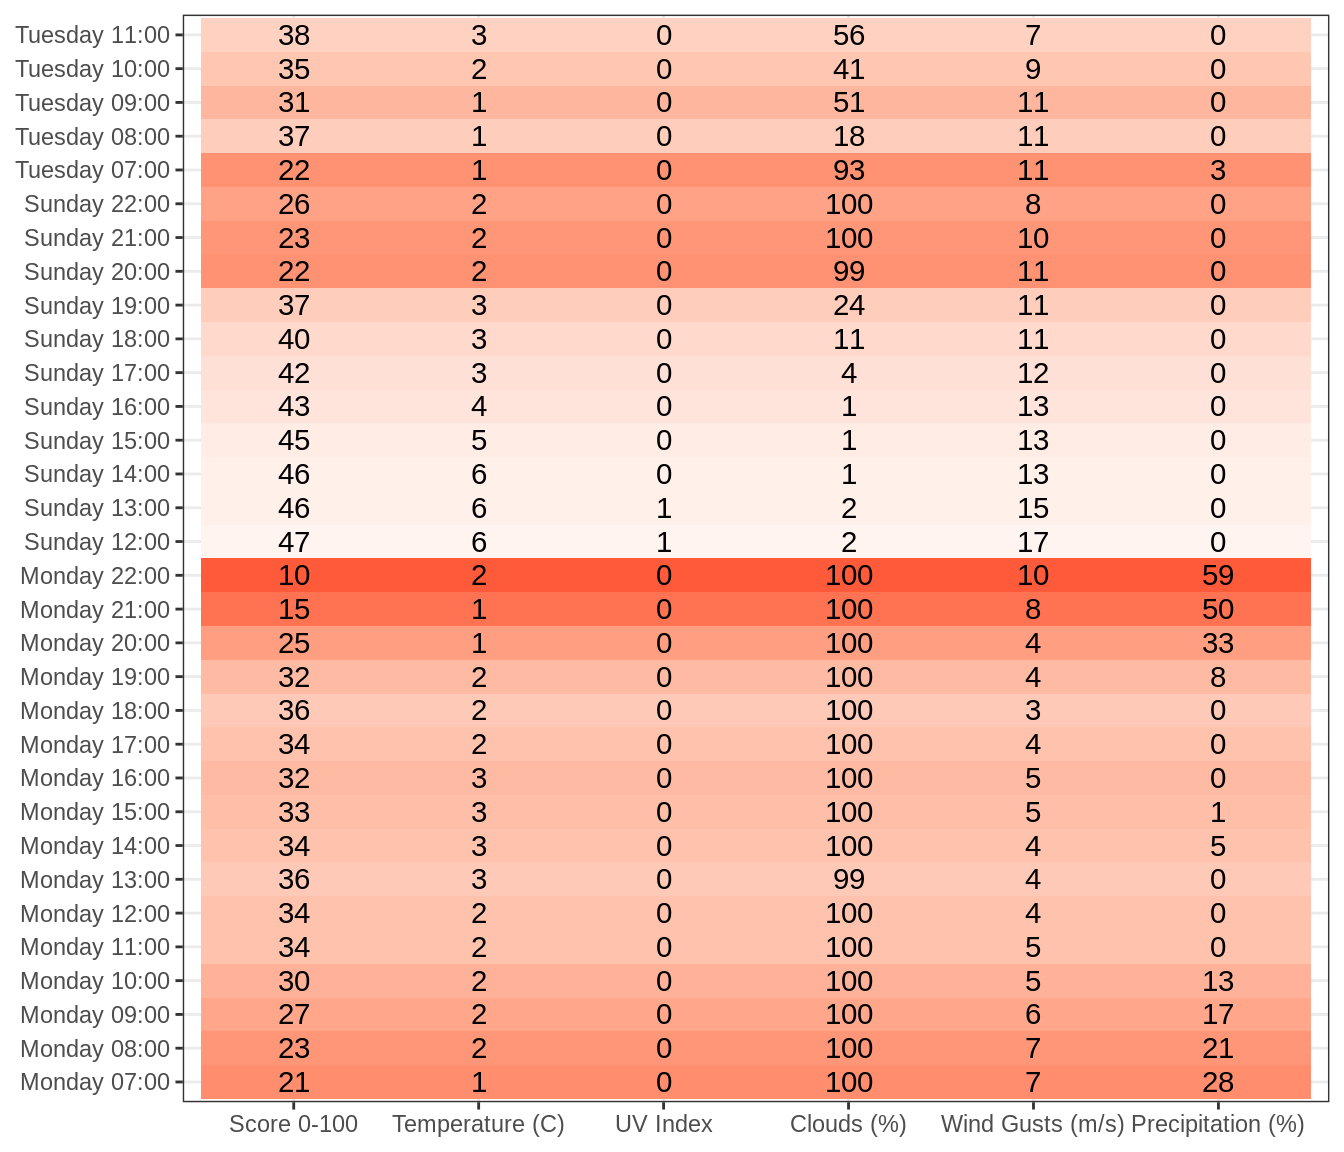 Tuesday 11:00 38 3 0 56 7 0
Tuesday 10:00 35 2 0 41 9 0
Tuesday 09:00 31 1 0 51 11 0
Tuesday 08:00 37 1 0 18 11 0
Tuesday 07:00 22 1 0 93 11 3
Sunday 22:00 26 2 0 100 8 0
Sunday 21:00 23 2 0 100 10 0
Sunday 20:00 22 2 0 99 11 0
Sunday 19:00 37 3 0 24 11 0
Sunday 18:00 40 3 0 11 11 0
Sunday 17:00 42 3 0 4 12 0
Sunday 16:00 43 4 0 1 13 0
Sunday 15:00 45 5 0 1 13 0
Sunday 14:00 46 6 0 1 13 0
Sunday 13:00 46 6 1 2 15 0
Sunday 12:00 47 6 1 2 17 0
Monday 22:00 10 2 0 100 10 59
Monday 21:00 15 1 0 100 8 50
Monday 20:00 25 1 0 100 4 33
Monday 19:00 32 2 0 100 4 8
Monday 18:00 36 2 0 100 3 0
Monday 17:00 34 2 0 100 4 0
Monday 16:00 32 3 0 100 5 0
Monday 15:00 33 3 0 100 5 1
Monday 14:00 34 3 0 100 4 5
Monday 13:00 36 3 0 99 4 0
Monday 12:00 34 2 0 100 4 0
Monday 11:00 34 2 0 100 5 0
Monday 10:00 30 2 0 100 5 13
Monday 09:00 27 2 0 100 6 17
Monday 08:00 23 2 0 100 7 21
Monday 07:00 21 1 0 100 7 28
Score 0-100 Temperature (C) UV Index Clouds (%) Wind Gusts (m/s) Precipitation (%)